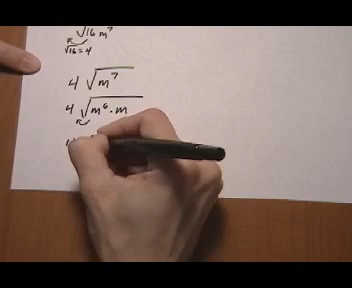 √16 m⁷
√16 = 4
4 √m⁷
4 √m⁶ · m